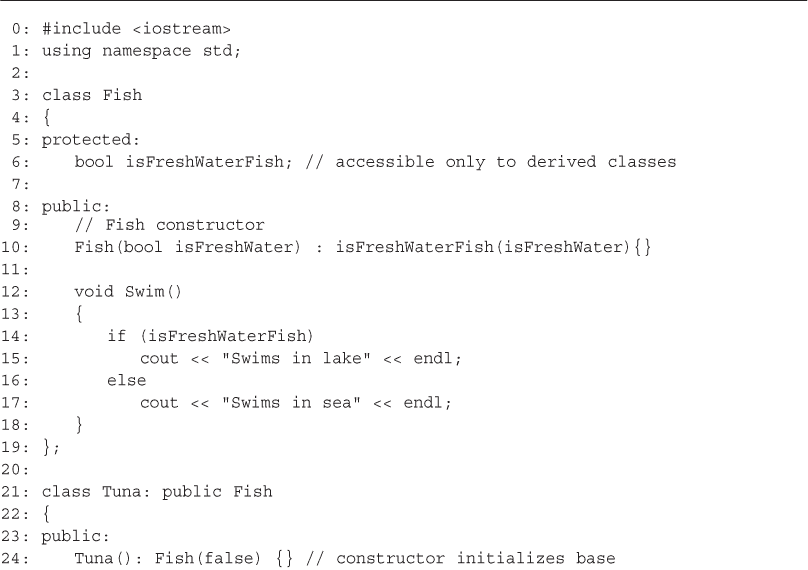 0: #include <iostream>
1: using namespace std;
2:
3: class Fish
4: {
5: protected:
6:    bool isFreshWaterFish; // accessible only to derived classes
7:
8: public:
9:    // Fish constructor
10:    Fish(bool isFreshWater) : isFreshWaterFish(isFreshWater){}
11:
12:    void Swim()
13:    {
14:       if (isFreshWaterFish)
15:          cout << "Swims in lake" << endl;
16:       else
17:          cout << "Swims in sea" << endl;
18:    }
19: };
20:
21: class Tuna: public Fish
22: {
23: public:
24:    Tuna(): Fish(false) {} // constructor initializes base